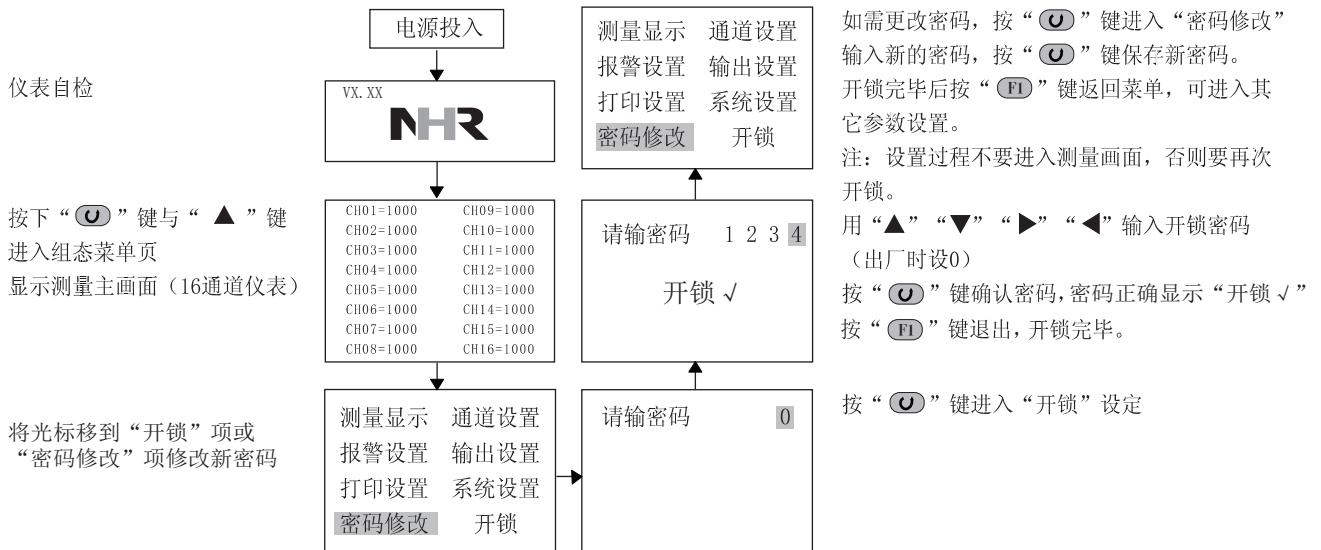 电源投入
仪表自检
VX.XX
NHR
按下“ ”键与“ ▲ ”键
进入组态菜单页
显示测量主画面（16通道仪表）
CH01=1000 CH09=1000
CH02=1000 CH10=1000
CH03=1000 CH11=1000
CH04=1000 CH12=1000
CH05=1000 CH13=1000
CH06=1000 CH14=1000
CH07=1000 CH15=1000
CH08=1000 CH16=1000
将光标移到“开锁”项或
“密码修改”项修改新密码
测量显示 通道设置
报警设置 输出设置
打印设置 系统设置
密码修改 开锁
请输密码 0
按“ ”键进入“开锁”设定
请输密码 1 2 3 4
开锁√
用“▲”“▼”“▶”“◀”输入开锁密码
（出厂时设0）
按“ ”键确认密码,密码正确显示“开锁√”
按“ F1 ”键退出,开锁完毕。
测量显示 通道设置
报警设置 输出设置
打印设置 系统设置
密码修改 开锁
如需更改密码，按“ ”键进入“密码修改”
输入新的密码，按“ ”键保存新密码。
开锁完毕后按“ F1 ”键返回菜单，可进入其
它参数设置。
注：设置过程不要进入测量画面，否则要再次
开锁。